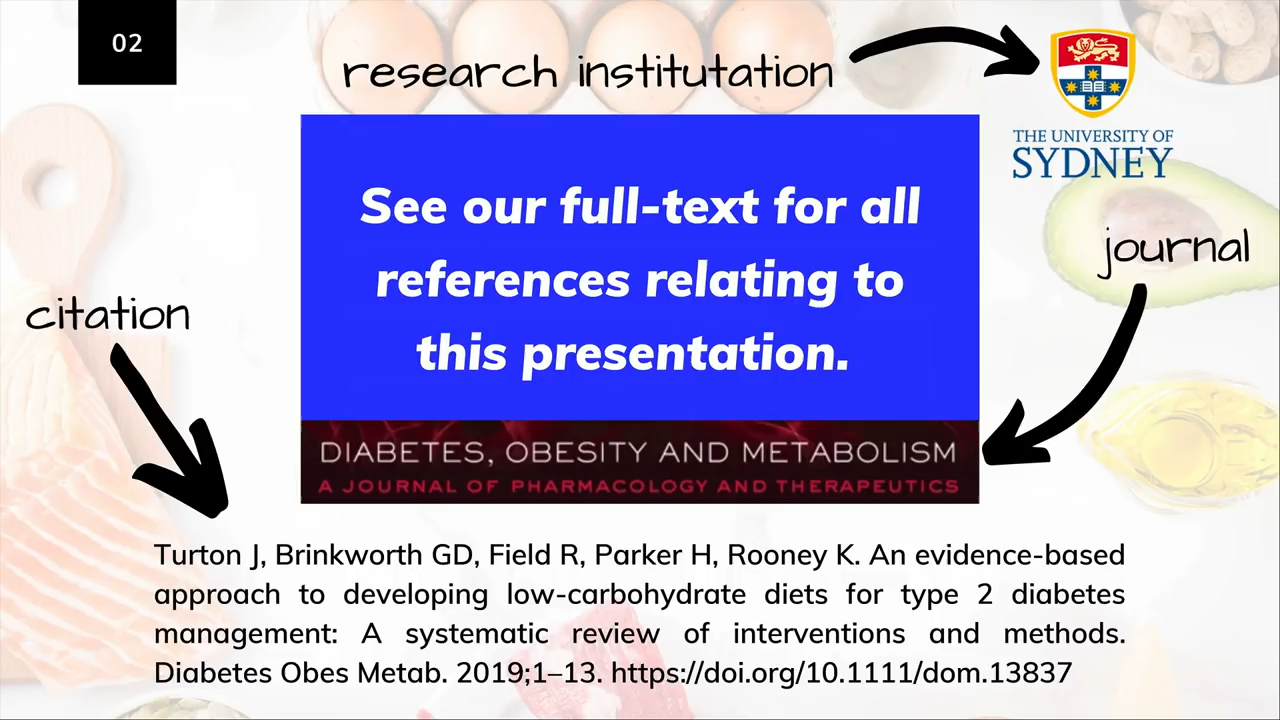 02
research institutation
THE UNIVERSITY OF
SYDNEY
See our full-text for all
references relating to
this presentation.
journal
citation
DIABETES, OBESITY AND METABOLISM
A JOURNAL OF PHARMACOLOGY AND THERAPEUTICS
Turton J, Brinkworth GD, Field R, Parker H, Rooney K. An evidence-based
approach to developing low-carbohydrate diets for type 2 diabetes
management: A systematic review of interventions and methods.
Diabetes Obes Metab. 2019;1–13. https://doi.org/10.1111/dom.13837